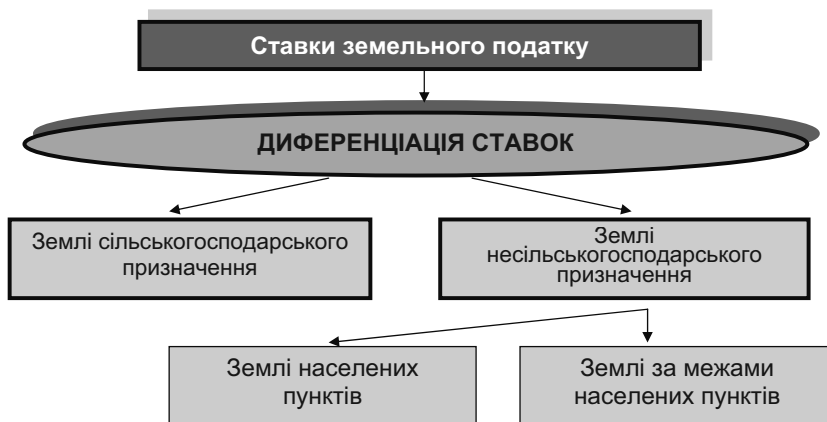 Ставки земельного податку
ДИФЕРЕНЦІАЦІЯ СТАВОК
Землі сільськогосподарського
призначення
Землі
несільськогосподарського
призначення
Землі населених
пунктів
Землі за межами
населених пунктів